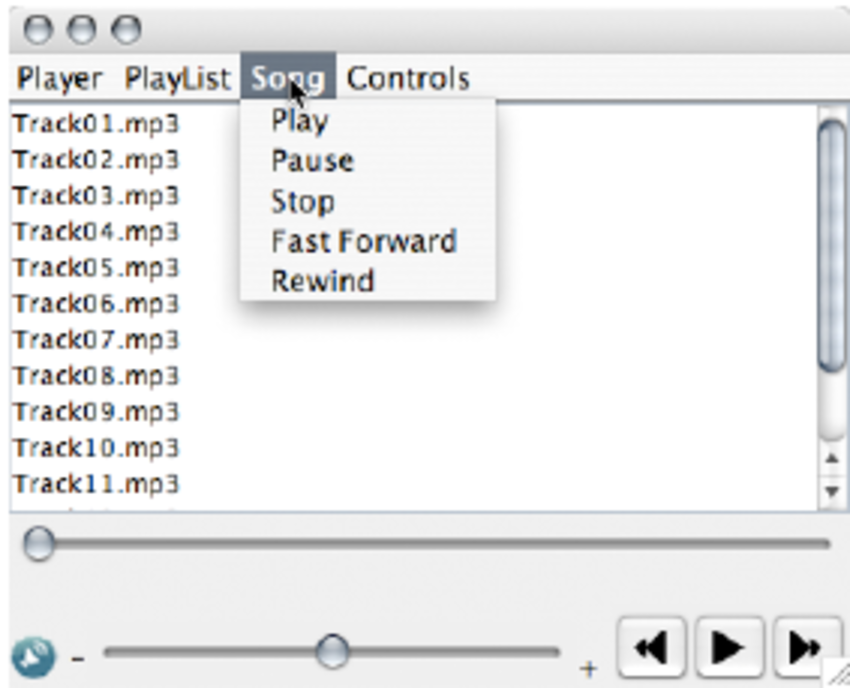 Player PlayList Song Controls
Track01.mp3 Play
Track02.mp3 Pause
Track03.mp3 Stop
Track04.mp3 Fast Forward
Track05.mp3 Rewind
Track06.mp3
Track07.mp3
Track08.mp3
Track09.mp3
Track10.mp3
Track11.mp3
- +